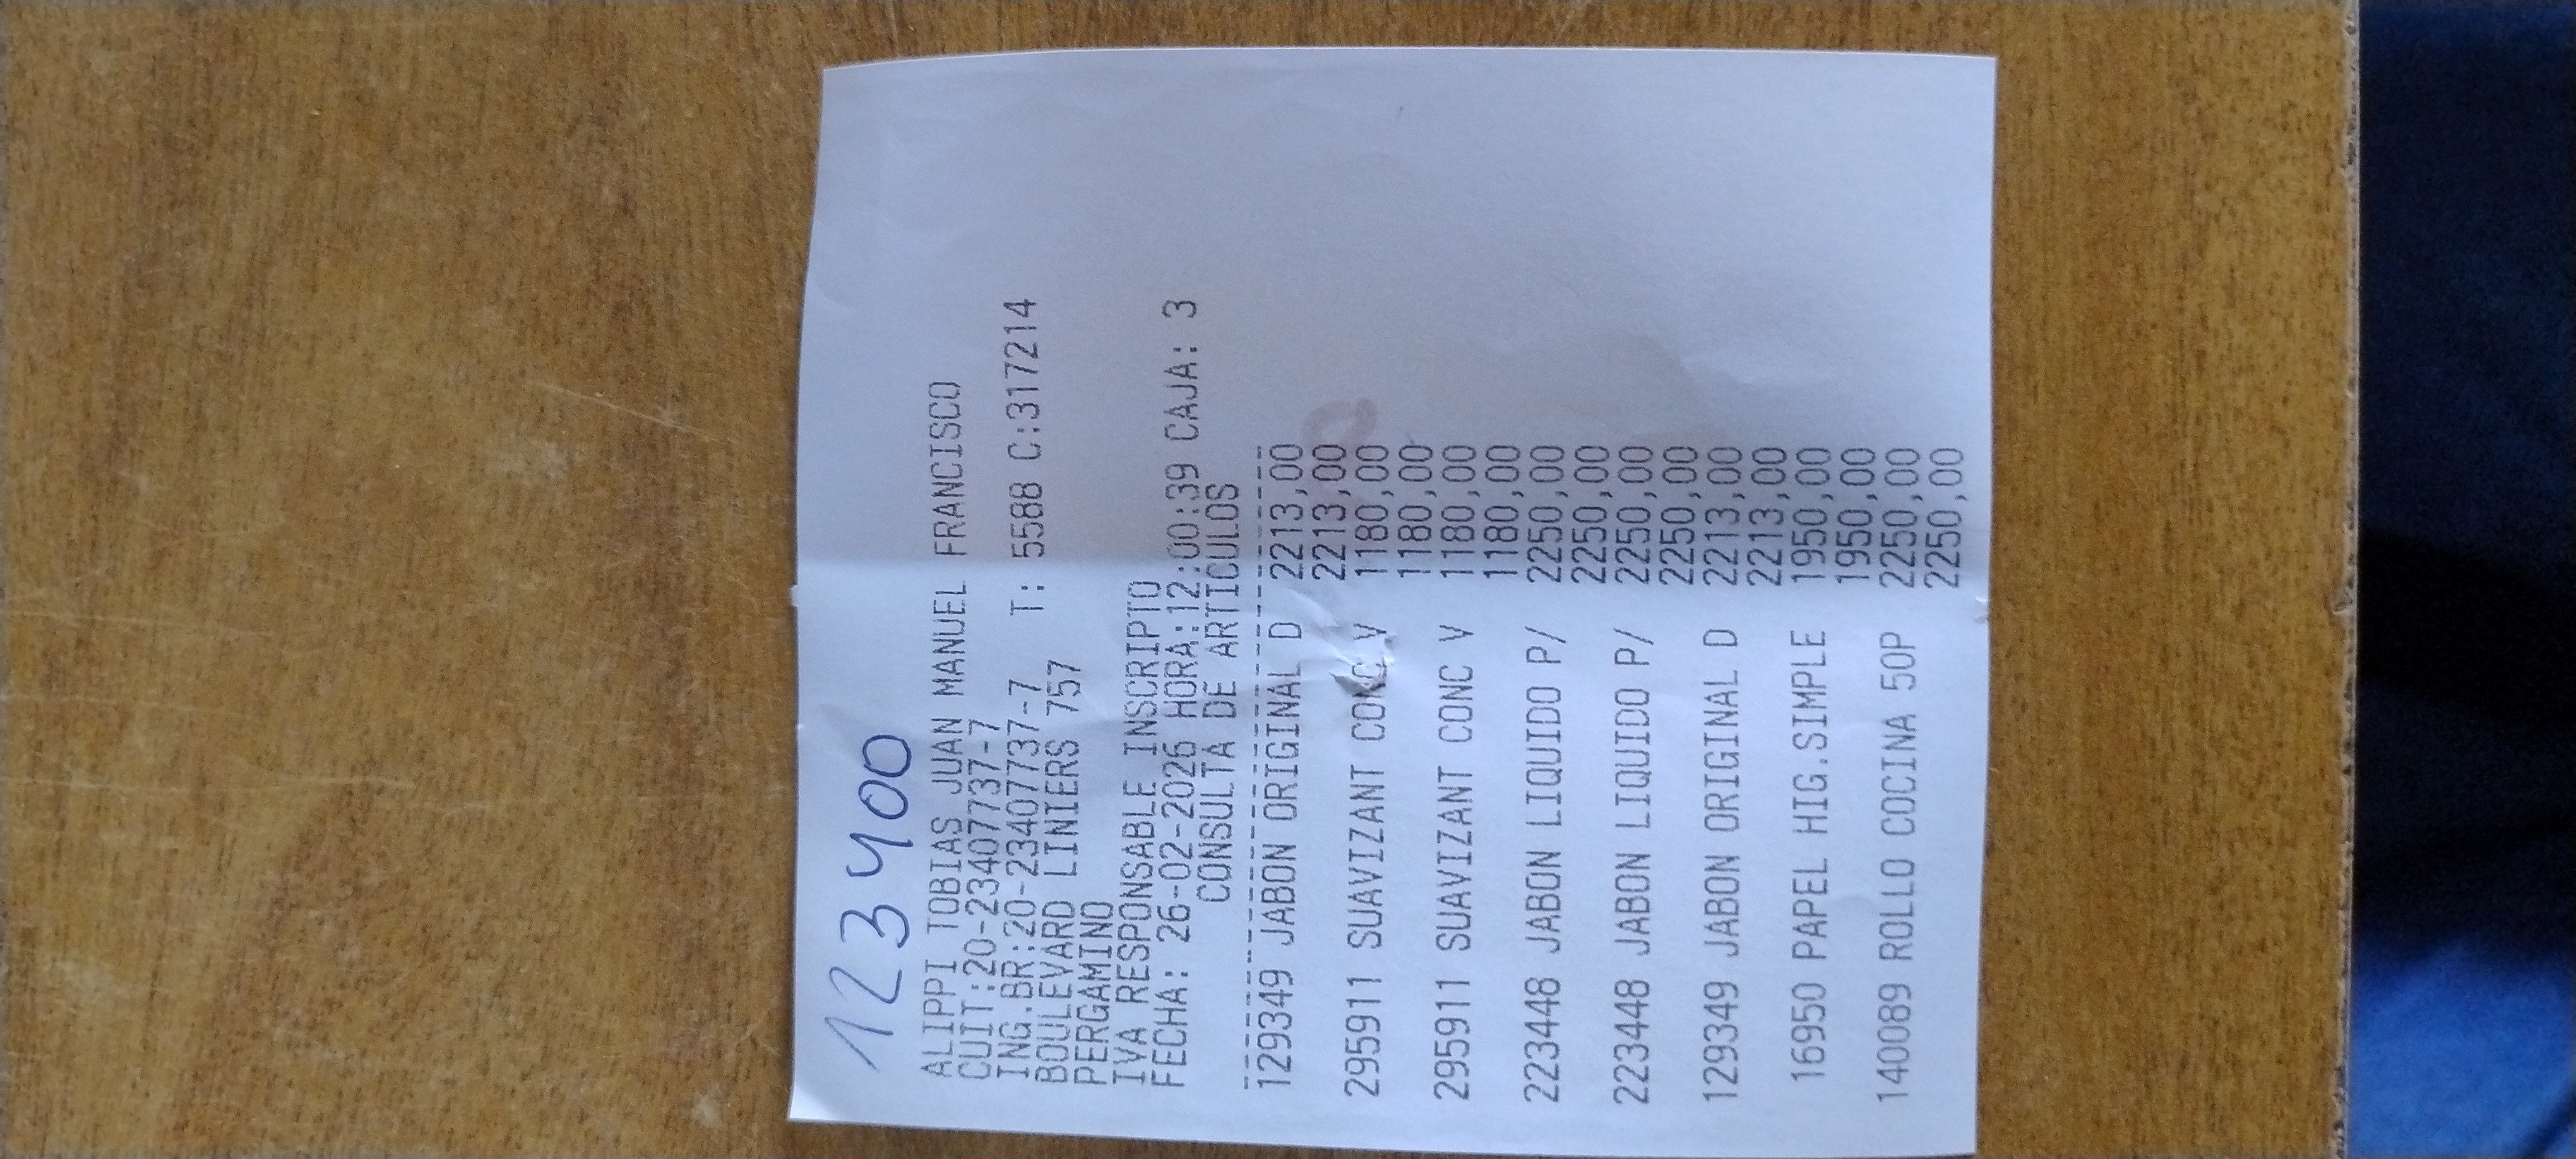 123400
ALIPPI TOBIAS JUAN MANUEL FRANCISCO
CUIT:20-23407737-7
ING.BR:20-23407737-7 T: 5588 C:317214
BOULEVARD LINIERS 757
PERGAMINO
IVA RESPONSABLE INSCRIPTO
FECHA: 26-02-2026 HORA:12:00:39 CAJA: 3
CONSULTA DE ARTICULOS
129349 JABON ORIGINAL D 2213,00
2213,00
295911 SUAVIZANT CONC V 1180,00
1180,00
295911 SUAVIZANT CONC V 1180,00
1180,00
223448 JABON LIQUIDO P/ 2250,00
2250,00
223448 JABON LIQUIDO P/ 2250,00
2250,00
129349 JABON ORIGINAL D 2213,00
2213,00
16950 PAPEL HIG.SIMPLE 1950,00
1950,00
140089 ROLLO COCINA 50P 2250,00
2250,00